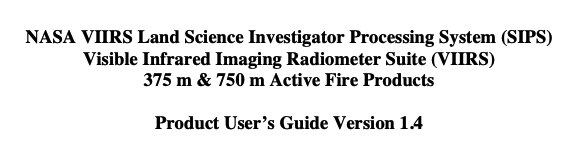 NASA VIIRS Land Science Investigator Processing System (SIPS)
Visible Infrared Imaging Radiometer Suite (VIIRS)
375 m & 750 m Active Fire Products
Product User's Guide Version 1.4